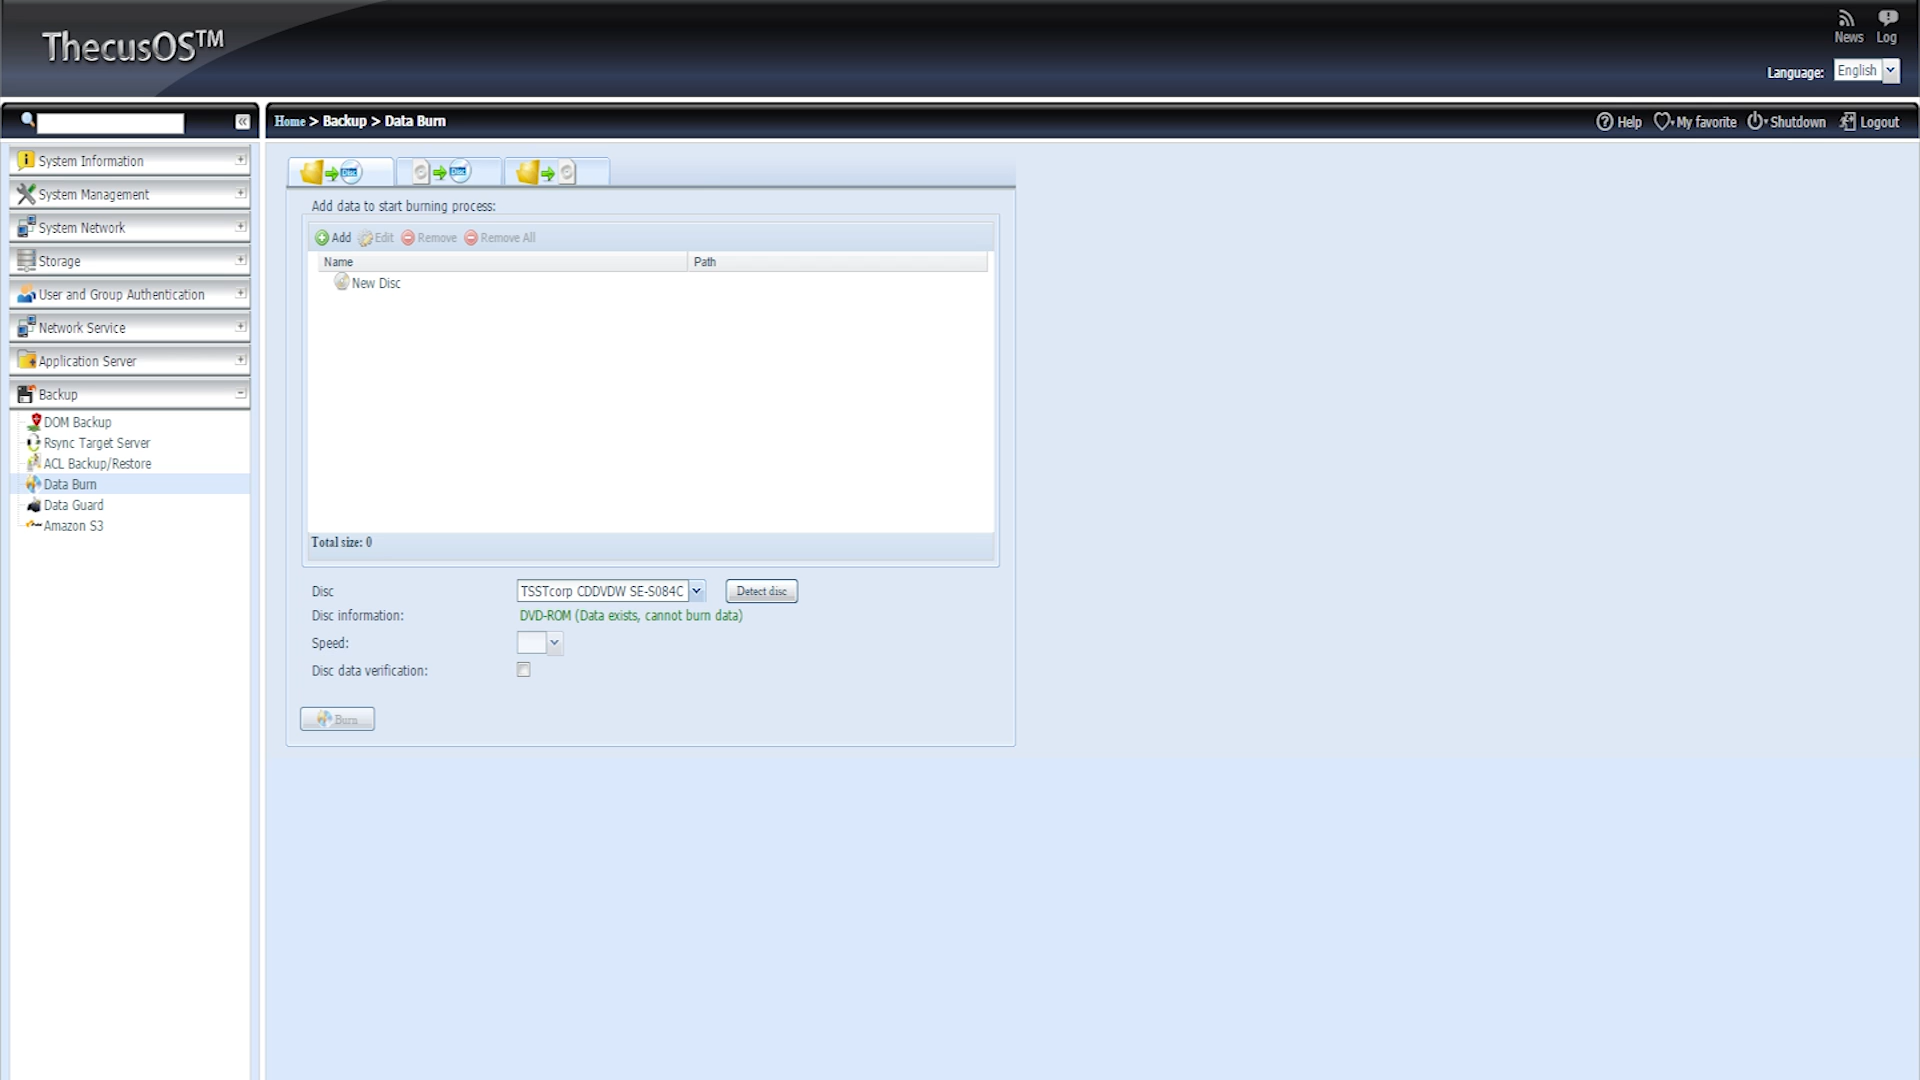 ThecusOS™
News Log
Language: English
Home > Backup > Data Burn
Help My favorite Shutdown Logout
System Information
System Management
System Network
Storage
User and Group Authentication
Network Service
Application Server
Backup
DOM Backup
Rsync Target Server
ACL Backup/Restore
Data Burn
Data Guard
Amazon S3
Disc
Disc
Add data to start burning process:
Add Edit Remove Remove All
Name Path
New Disc
Total size: 0
Disc TSSTcorp CDDVDW SE-S084C Detect disc
Disc information: DVD-ROM (Data exists, cannot burn data)
Speed:
Disc data verification:
Burn